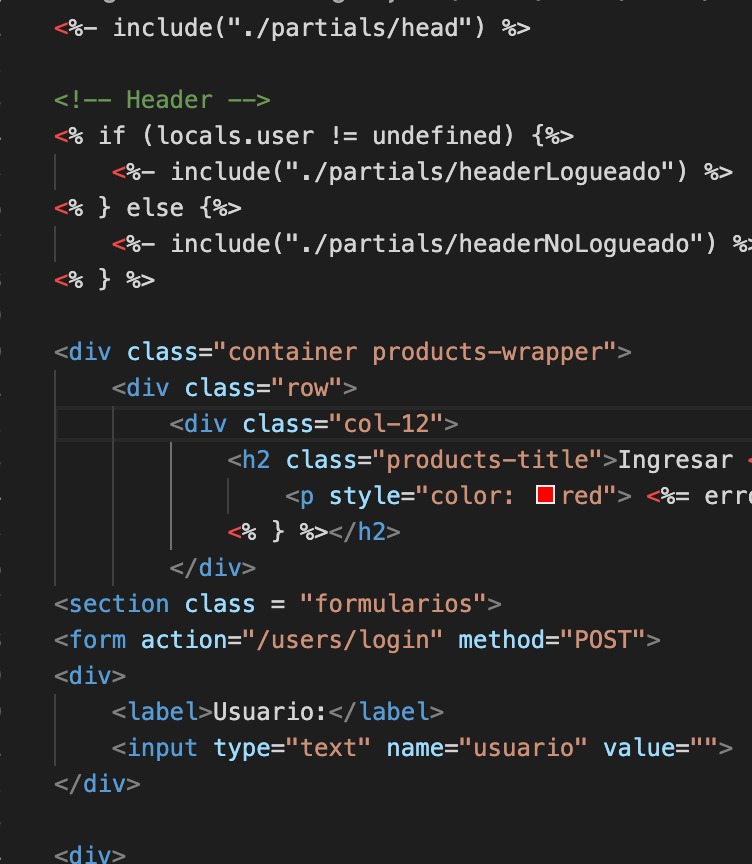 <%- include("./partials/head") %>
<!-- Header -->
<% if (locals.user != undefined) {%>
<%- include("./partials/headerLogueado") %>
<% } else {%>
<%- include("./partials/headerNoLogueado") %>
<% } %>
<div class="container products-wrapper">
<div class="row">
<div class="col-12">
<h2 class="products-title">Ingresar <
<p style="color: red"> <%= erro
<% } %></h2>
</div>
<section class = "formularios">
<form action="/users/login" method="POST">
<div>
<label>Usuario:</label>
<input type="text" name="usuario" value="">
</div>
<div>